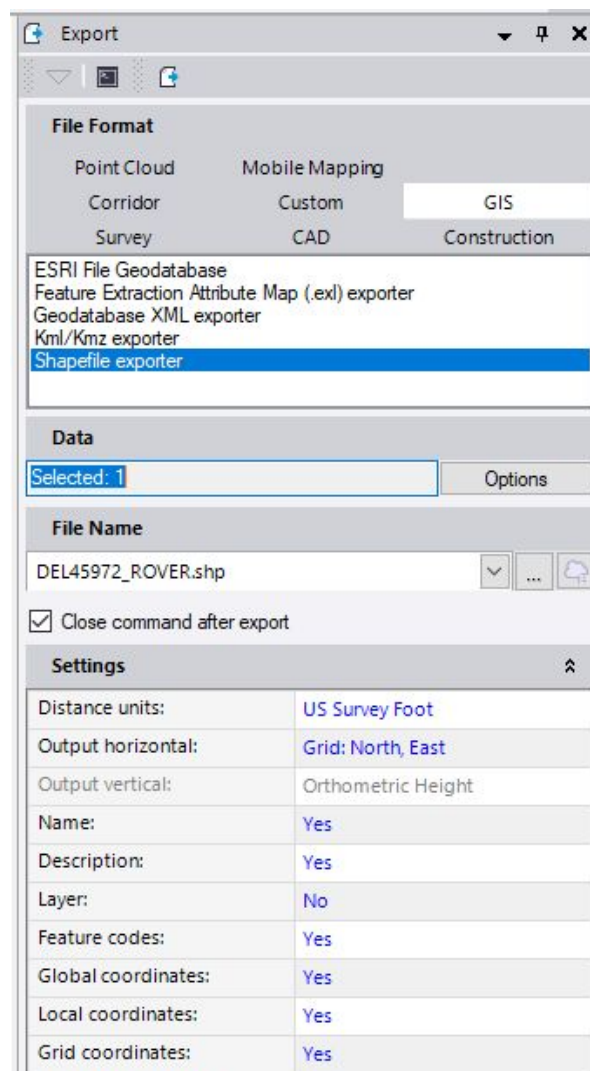 Export
File Format
Point Cloud Mobile Mapping
Corridor Custom GIS
Survey CAD Construction
ESRI File Geodatabase
Feature Extraction Attribute Map (.exl) exporter
Geodatabase XML exporter
Kml/Kmz exporter
Shapefile exporter
Data
Selected: 1 Options
File Name
DEL45972_ROVER.shp ...
Close command after export
Settings
Distance units: US Survey Foot
Output horizontal: Grid: North, East
Output vertical: Orthometric Height
Name: Yes
Description: Yes
Layer: No
Feature codes: Yes
Global coordinates: Yes
Local coordinates: Yes
Grid coordinates: Yes